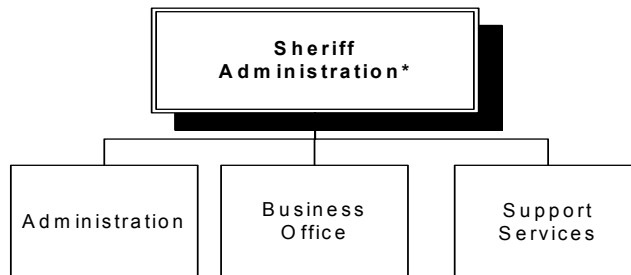 Sheriff
Administration*
Administration
Business
Office
Support
Services